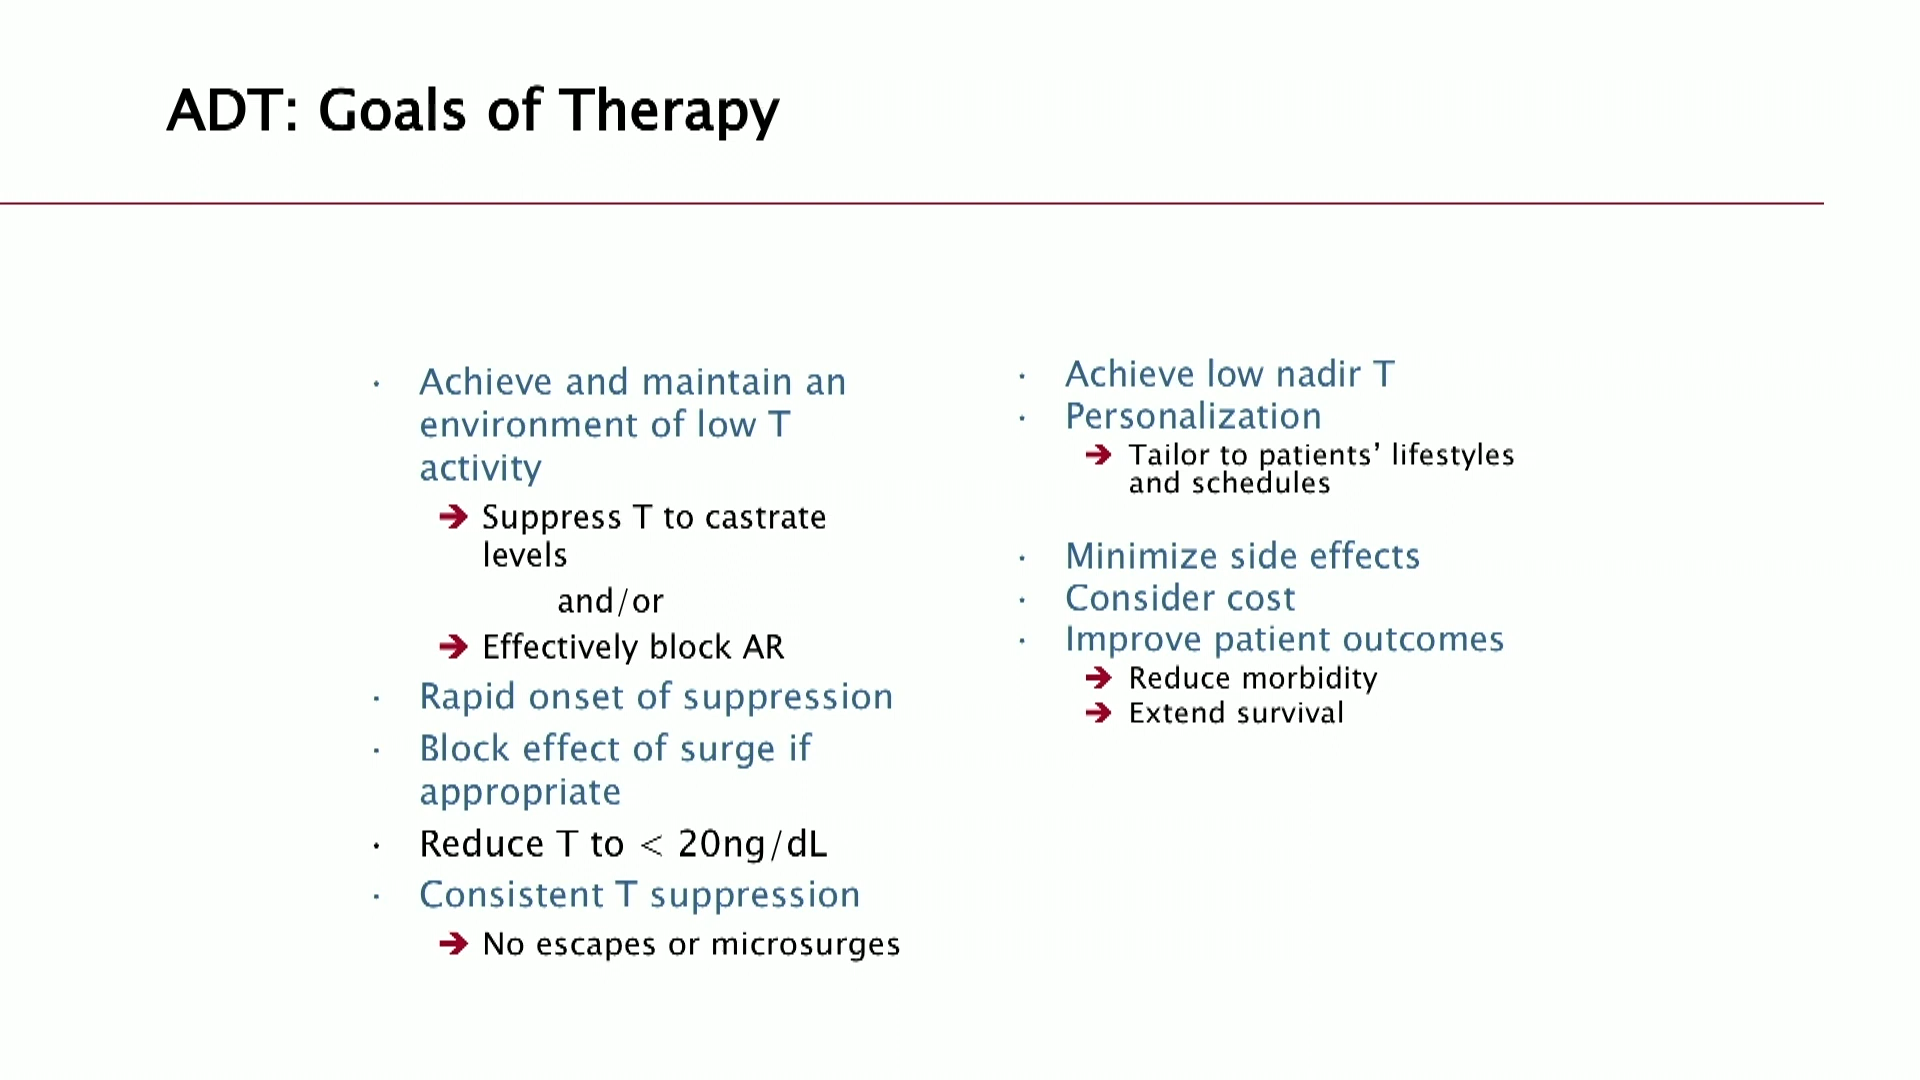 ADT: Goals of Therapy
· Achieve and maintain an
environment of low T
activity
➔ Suppress T to castrate
levels
and/or
➔ Effectively block AR
· Rapid onset of suppression
· Block effect of surge if
appropriate
· Reduce T to < 20ng/dL
· Consistent T suppression
➔ No escapes or microsurges
· Achieve low nadir T
· Personalization
➔ Tailor to patients’ lifestyles
and schedules
· Minimize side effects
· Consider cost
· Improve patient outcomes
➔ Reduce morbidity
➔ Extend survival